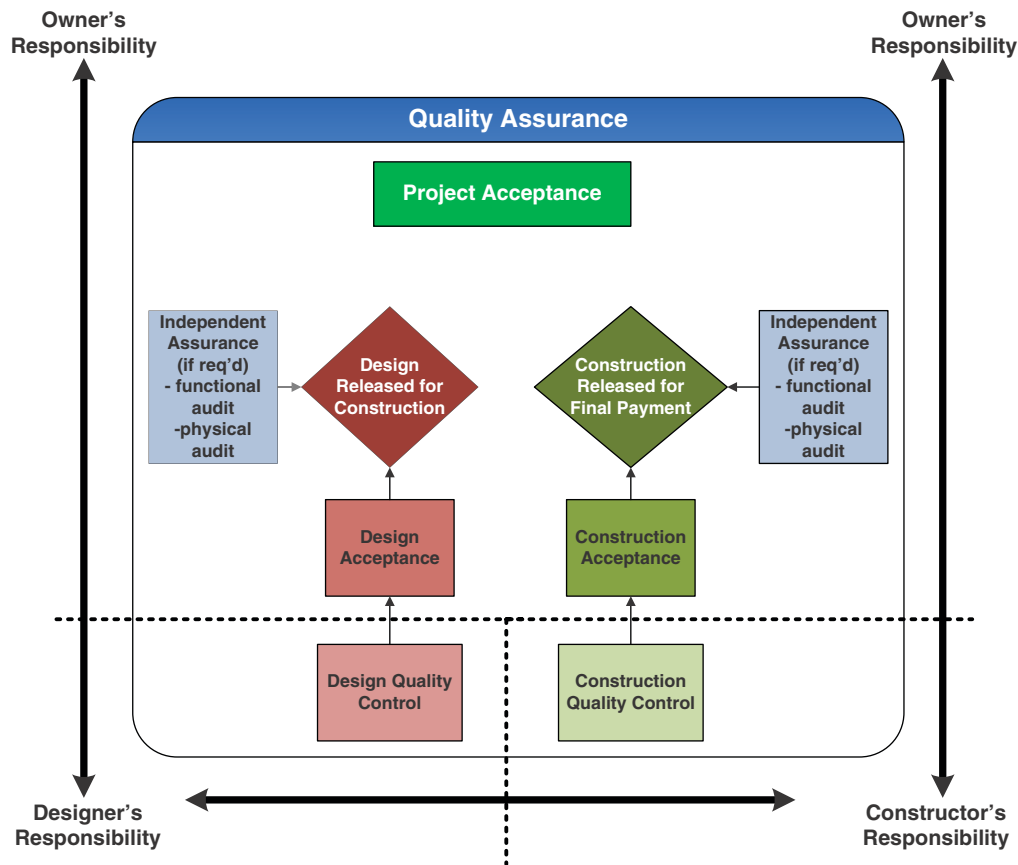 Owner's
Responsibility
Owner's
Responsibility
Quality Assurance
Project Acceptance
Independent
Assurance
(if req'd)
- functional
audit
-physical
audit
Design
Released for
Construction
Construction
Released for
Final Payment
Independent
Assurance
(if req'd)
- functional
audit
-physical
audit
Design
Acceptance
Construction
Acceptance
Design Quality
Control
Construction
Quality Control
Designer's
Responsibility
Constructor's
Responsibility